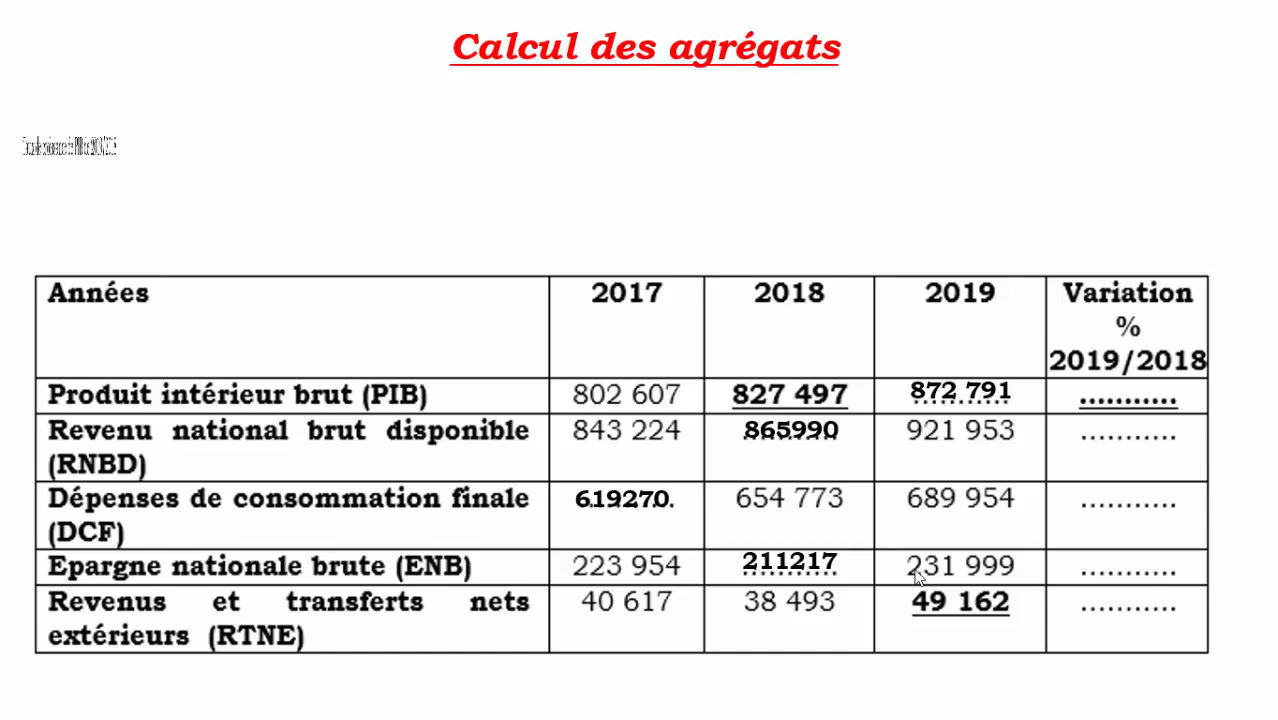 Calcul des agrégats
Années 2017 2018 2019 Variation
%
2019/2018
Produit intérieur brut (PIB) 802 607 827 497 872 791 ...........
Revenu national brut disponible 843 224 865990 921 953 ...........
(RNBD)
Dépenses de consommation finale 619270. 654 773 689 954 ...........
(DCF)
Epargne nationale brute (ENB) 223 954 211217 231 999 ...........
Revenus et transferts nets 40 617 38 493 49 162 ...........
extérieurs (RTNE)